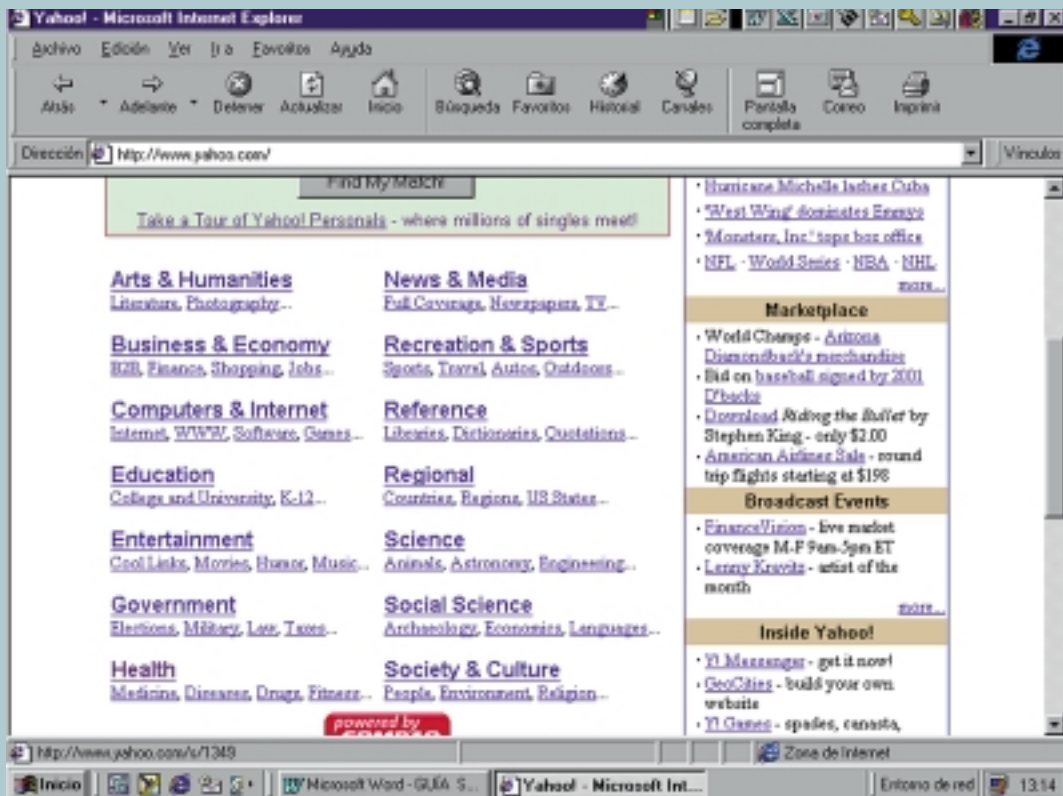 Yahoo! - Microsoft Internet Explorer
Archivo Edición Ver Ir a Favoritos Ayuda
Atrás Adelante Detener Actualizar Inicio Búsqueda Favoritos Historial Canales Pantalla completa Correo Imprimir
Dirección http://www.yahoo.com/ Vínculos
Find My Match!
Take a Tour of Yahoo! Personals - where millions of singles meet!
Arts & Humanities
Literature, Photography...
News & Media
Full Coverage, Newspapers, TV...
Business & Economy
B2B, Finance, Shopping, Jobs...
Recreation & Sports
Sports, Travel, Autos, Outdoors...
Computers & Internet
Internet, WWW, Software, Games...
Reference
Libraries, Dictionaries, Quotations...
Education
College and University, K-12...
Regional
Countries, Regions, US States...
Entertainment
Cool Links, Movies, Humor, Music...
Science
Animals, Astronomy, Engineering...
Government
Elections, Military, Law, Taxes...
Social Science
Archaeology, Economics, Languages...
Health
Medicine, Diseases, Drugs, Fitness...
Society & Culture
People, Environment, Religion...
powered by
COMPAQ
· Hurricane Michelle lashes Cuba
· 'West Wing' dominates Emmys
· 'Monsters, Inc.' tops box office
· NFL · World Series · NBA · NHL
more...
Marketplace
· World Champs - Arizona
Diamondback's merchandise
· Bid on baseball signed by 2001
D'backs
· Download Riding the Bullet by
Stephen King - only $2.00
· American Airlines Sale - round
trip flights starting at $198
Broadcast Events
· FinanceVision - live market
coverage M-F 9am-5pm ET
· Lenny Kravitz - artist of the
month
more...
Inside Yahoo!
· Y! Messenger - get it now!
· GeoCities - build your own
website
· Y! Games - spades, canasta,
http://www.yahoo.com/s/1349 Zona de Internet
Inicio Microsoft Word - GUÍA S... Yahoo! - Microsoft Int... Entorno de red 13:14